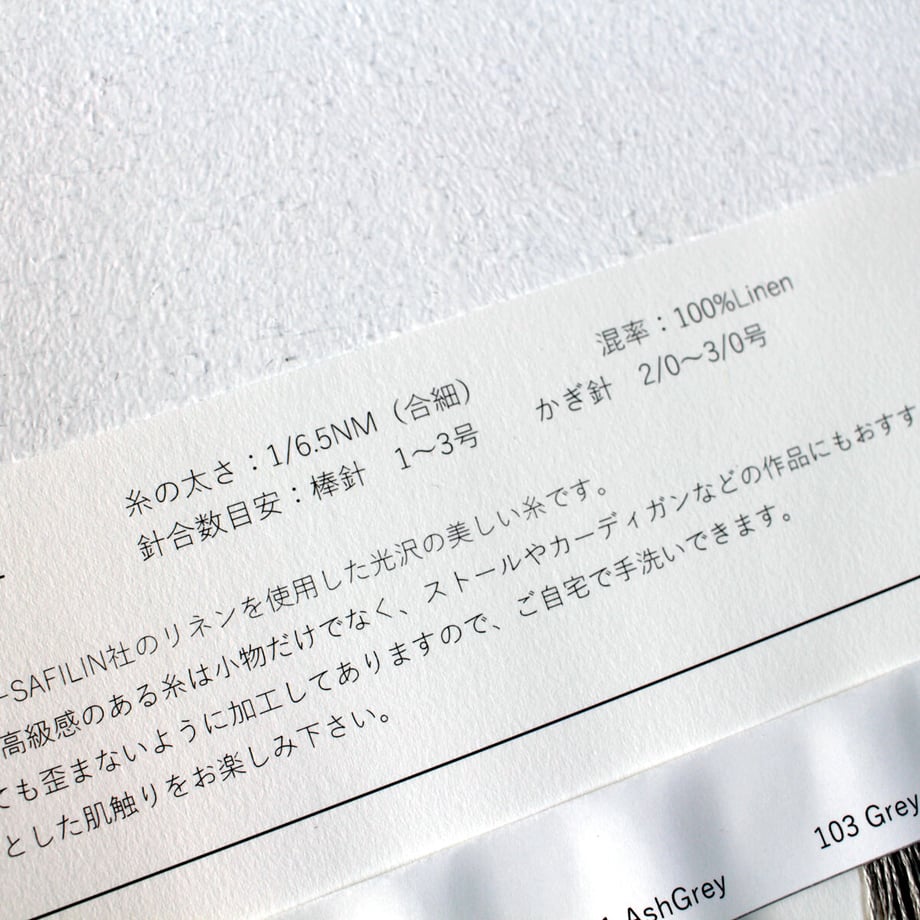 混率：100%Linen
糸の太さ：1/6.5NM（合細）
針合数目安：棒針　1〜3号　かぎ針　2/0〜3/0号
-SAFILIN社のリネンを使用した光沢の美しい糸です。
高級感のある糸は小物だけでなく、ストールやカーディガンなどの作品にもおすす
ても歪まないように加工してありますので、ご自宅で手洗いできます。
とした肌触りをお楽しみ下さい。
103 Grey
AshGrey